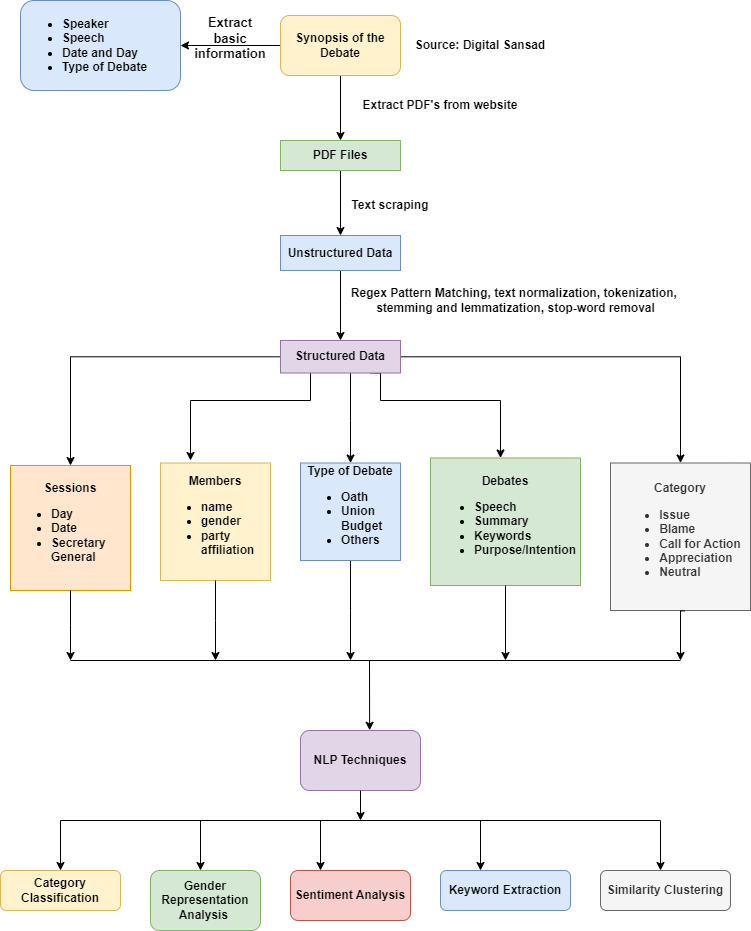 Speaker
Speech
Date and Day
Type of Debate
Extract
basic
information
Synopsis of the
Debate
Source: Digital Sansad
Extract PDF's from website
PDF Files
Text scraping
Unstructured Data
Regex Pattern Matching, text normalization, tokenization,
stemming and lemmatization, stop-word removal
Structured Data
Sessions
Day
Date
Secretary
General
Members
name
gender
party
affiliation
Type of Debate
Oath
Union
Budget
Others
Debates
Speech
Summary
Keywords
Purpose/Intention
Category
Issue
Blame
Call for Action
Appreciation
Neutral
NLP Techniques
Category
Classification
Gender
Representation
Analysis
Sentiment Analysis
Keyword Extraction
Similarity Clustering